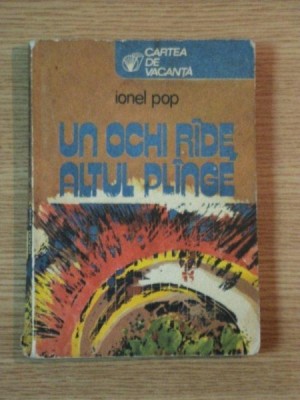 CARTEA
DE
VACANȚĂ
ionel pop
UN OCHI RÎDE,
ALTUL PLÎNGE